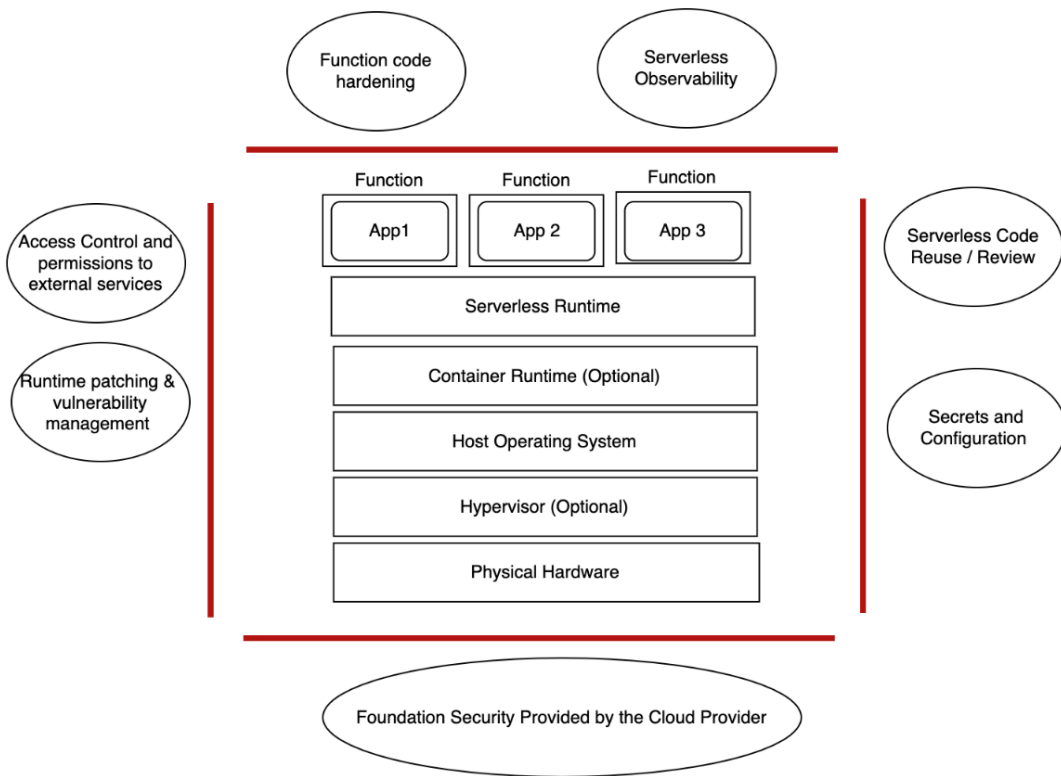 Function code
hardening
Serverless
Observability
Function
Function
Function
App1
App 2
App 3
Access Control and
permissions to
external services
Serverless Code
Reuse / Review
Serverless Runtime
Container Runtime (Optional)
Runtime patching &
vulnerability
management
Host Operating System
Secrets and
Configuration
Hypervisor (Optional)
Physical Hardware
Foundation Security Provided by the Cloud Provider